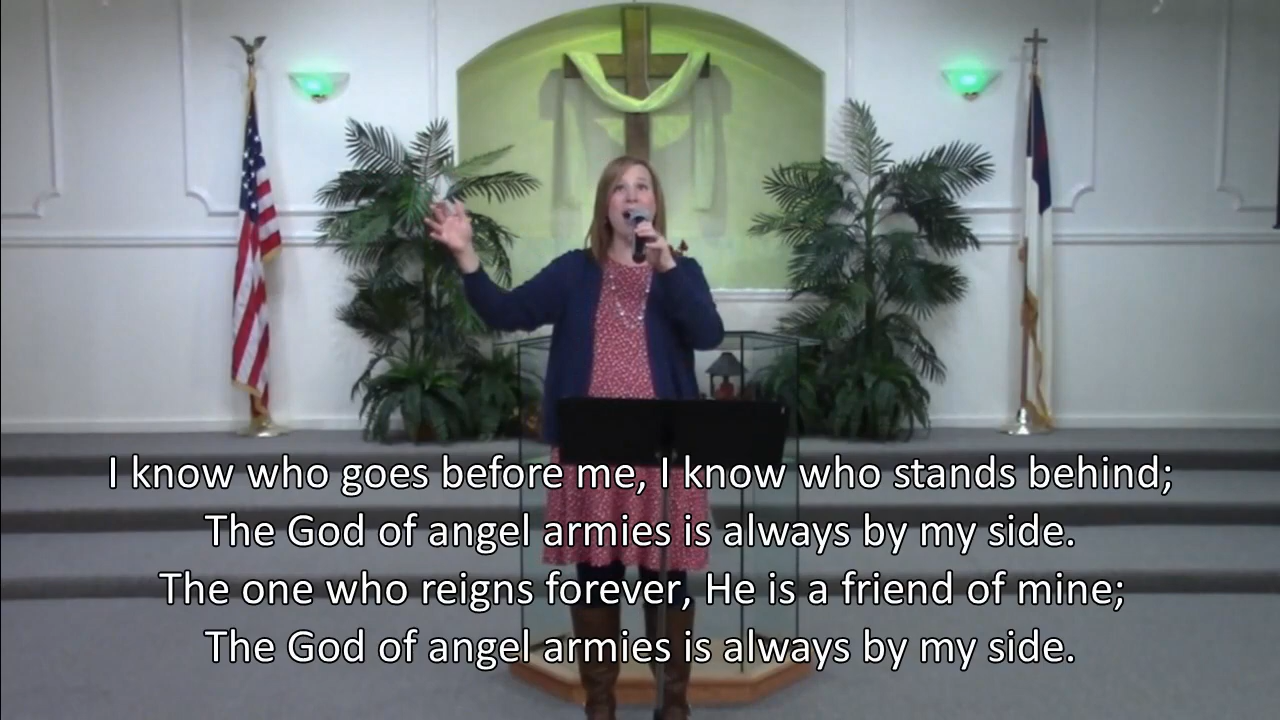 I know who goes before me, I know who stands behind;
The God of angel armies is always by my side.
The one who reigns forever, He is a friend of mine;
The God of angel armies is always by my side.